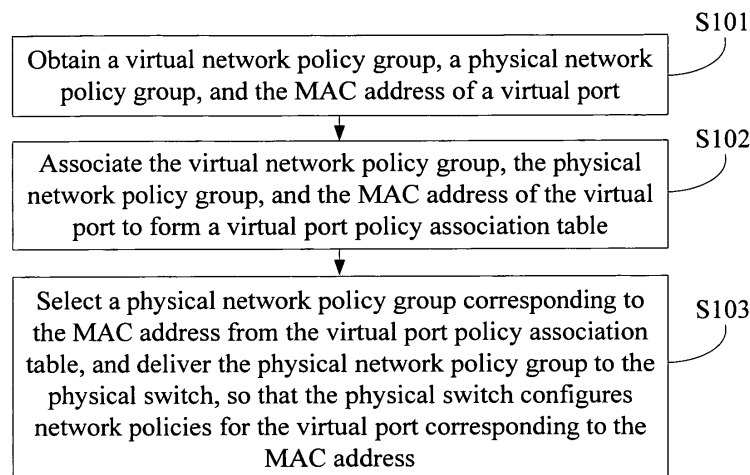 S101
Obtain a virtual network policy group, a physical network
policy group, and the MAC address of a virtual port
S102
Associate the virtual network policy group, the physical
network policy group, and the MAC address of the virtual
port to form a virtual port policy association table
S103
Select a physical network policy group corresponding to
the MAC address from the virtual port policy association
table, and deliver the physical network policy group to the
physical switch, so that the physical switch configures
network policies for the virtual port corresponding to the
MAC address